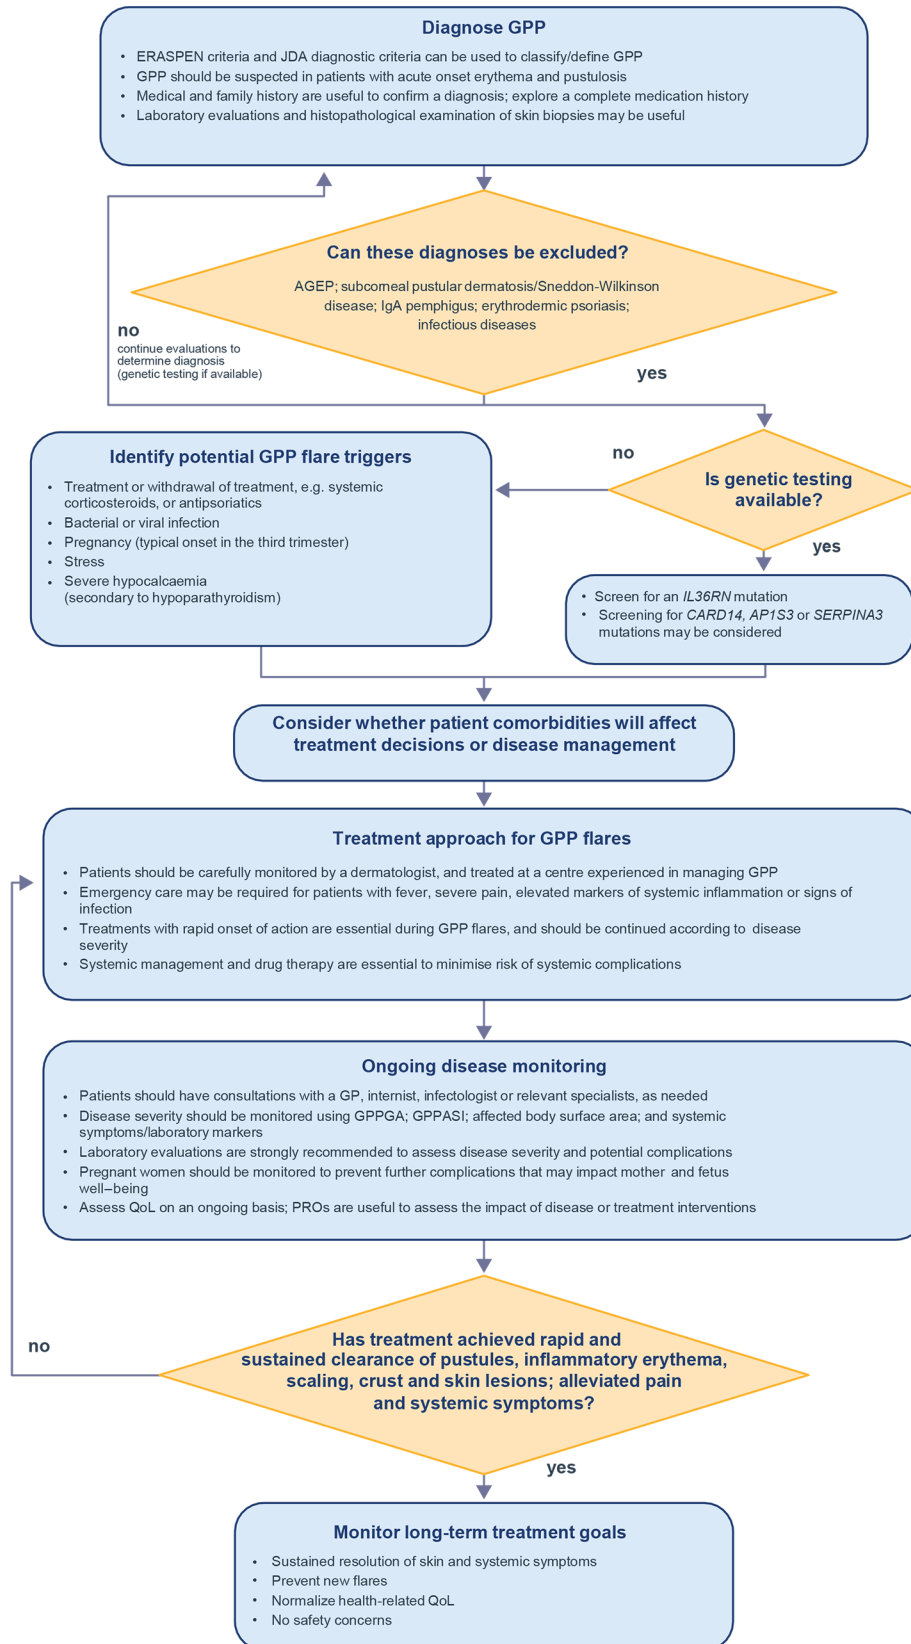 Diagnose GPP
• ERASPEN criteria and JDA diagnostic criteria can be used to classify/define GPP
• GPP should be suspected in patients with acute onset erythema and pustulosis
• Medical and family history are useful to confirm a diagnosis; explore a complete medication history
• Laboratory evaluations and histopathological examination of skin biopsies may be useful
Can these diagnoses be excluded?
AGEP; subcorneal pustular dermatosis/Sneddon-Wilkinson
disease; IgA pemphigus; erythrodermic psoriasis;
infectious diseases
no
continue evaluations to
determine diagnosis
(genetic testing if available)
yes
Identify potential GPP flare triggers
• Treatment or withdrawal of treatment, e.g. systemic
corticosteroids, or antipsoriatics
• Bacterial or viral infection
• Pregnancy (typical onset in the third trimester)
• Stress
• Severe hypocalcaemia
(secondary to hypoparathyroidism)
no
Is genetic testing
available?
yes
• Screen for an IL36RN mutation
• Screening for CARD14, AP1S3 or SERPINA3
mutations may be considered
Consider whether patient comorbidities will affect
treatment decisions or disease management
Treatment approach for GPP flares
• Patients should be carefully monitored by a dermatologist, and treated at a centre experienced in managing GPP
• Emergency care may be required for patients with fever, severe pain, elevated markers of systemic inflammation or signs of
infection
• Treatments with rapid onset of action are essential during GPP flares, and should be continued according to disease
severity
• Systemic management and drug therapy are essential to minimise risk of systemic complications
Ongoing disease monitoring
• Patients should have consultations with a GP, internist, infectologist or relevant specialists, as needed
• Disease severity should be monitored using GPPGA; GPPASI; affected body surface area; and systemic
symptoms/laboratory markers
• Laboratory evaluations are strongly recommended to assess disease severity and potential complications
• Pregnant women should be monitored to prevent further complications that may impact mother and fetus
well–being
• Assess QoL on an ongoing basis; PROs are useful to assess the impact of disease or treatment interventions
no
Has treatment achieved rapid and
sustained clearance of pustules, inflammatory erythema,
scaling, crust and skin lesions; alleviated pain
and systemic symptoms?
yes
Monitor long-term treatment goals
• Sustained resolution of skin and systemic symptoms
• Prevent new flares
• Normalize health-related QoL
• No safety concerns